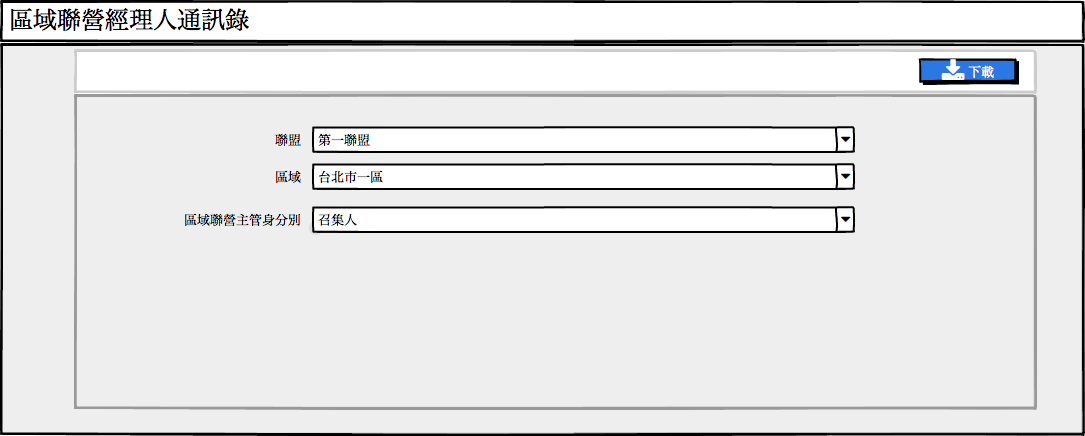 區域聯營經理人通訊錄
下載
聯盟 第一聯盟
區域 台北市一區
區域聯營主管身分別 召集人